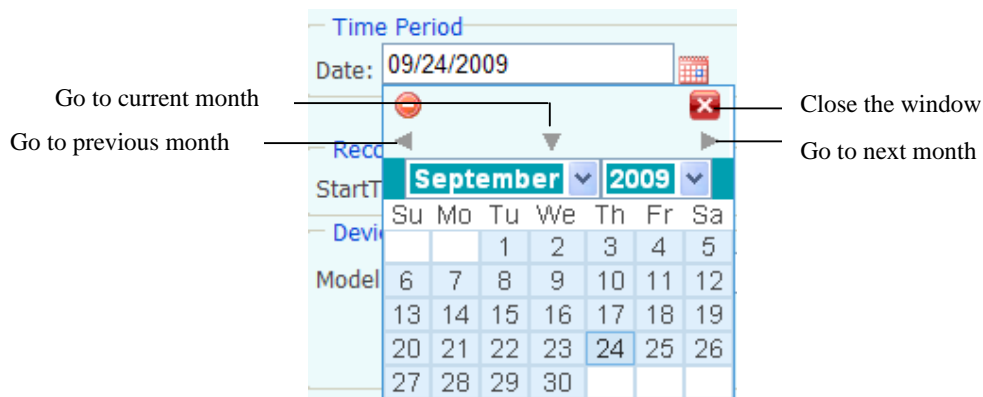 Time Period
Date: 09/24/2009
Go to current month
Close the window
Go to previous month
Go to next month
Reco
September 2009
StartT
Su Mo Tu We Th Fr Sa
Devi
1 2 3 4 5
Model 6 7 8 9 10 11 12
13 14 15 16 17 18 19
20 21 22 23 24 25 26
27 28 29 30